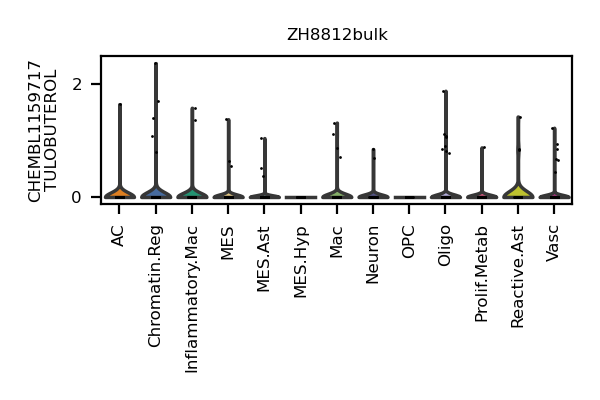 ZH8812bulk
CHEMBL1159717
TULOBUTEROL
2
0
AC
Chromatin.Reg
Inflammatory.Mac
MES
MES.Ast
MES.Hyp
Mac
Neuron
OPC
Oligo
Prolif.Metab
Reactive.Ast
Vasc